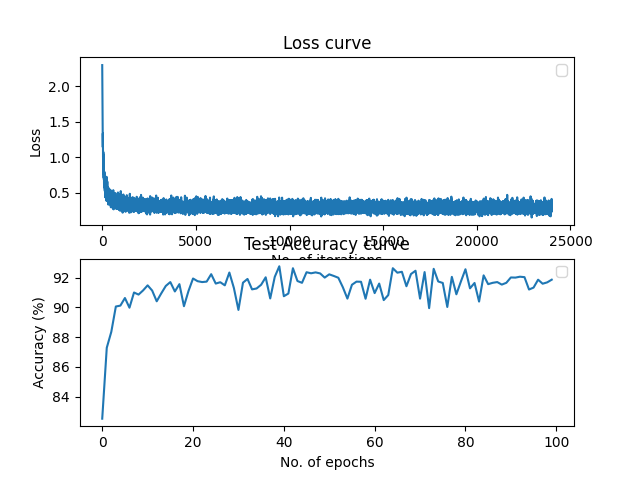 Loss curve
2.0
1.5
1.0
0.5
Loss
0 5000 10000 15000 20000 25000
No. of iterations
Test Accuracy curve
92
90
88
86
84
Accuracy (%)
0 20 40 60 80 100
No. of epochs